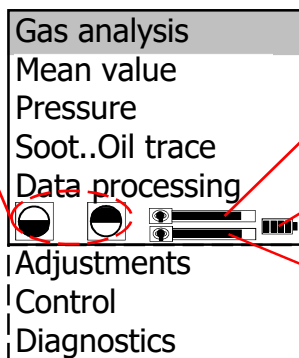 Gas analysis
Mean value
Pressure
Soot..Oil trace
Data processing
Adjustments
Control
Diagnostics